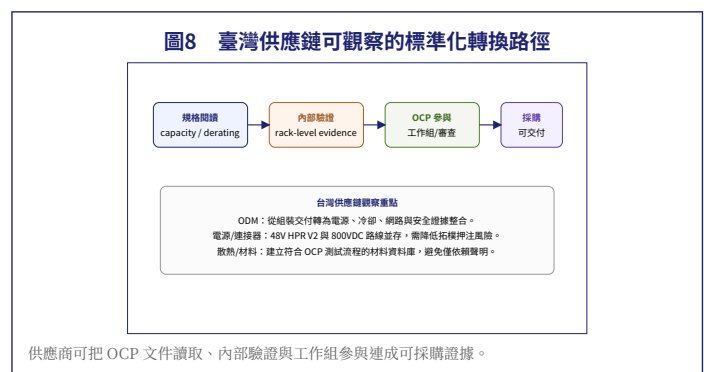 圖8 臺灣供應鏈可觀察的標準化轉換路徑
規格閱讀
capacity / derating
內部驗證
rack-level evidence
OCP 參與
工作組/審查
採購
可交付
台灣供應鏈觀察重點
ODM：從組裝交付轉為電源、冷卻、網路與安全證據整合。
電源/連接器：48V HPR V2 與 800VDC 路線並存，需降低拓樸押注風險。
散熱/材料：建立符合 OCP 測試流程的材料資料庫，避免僅依賴聲明。
供應商可把 OCP 文件讀取、內部驗證與工作組參與連成可採購證據。